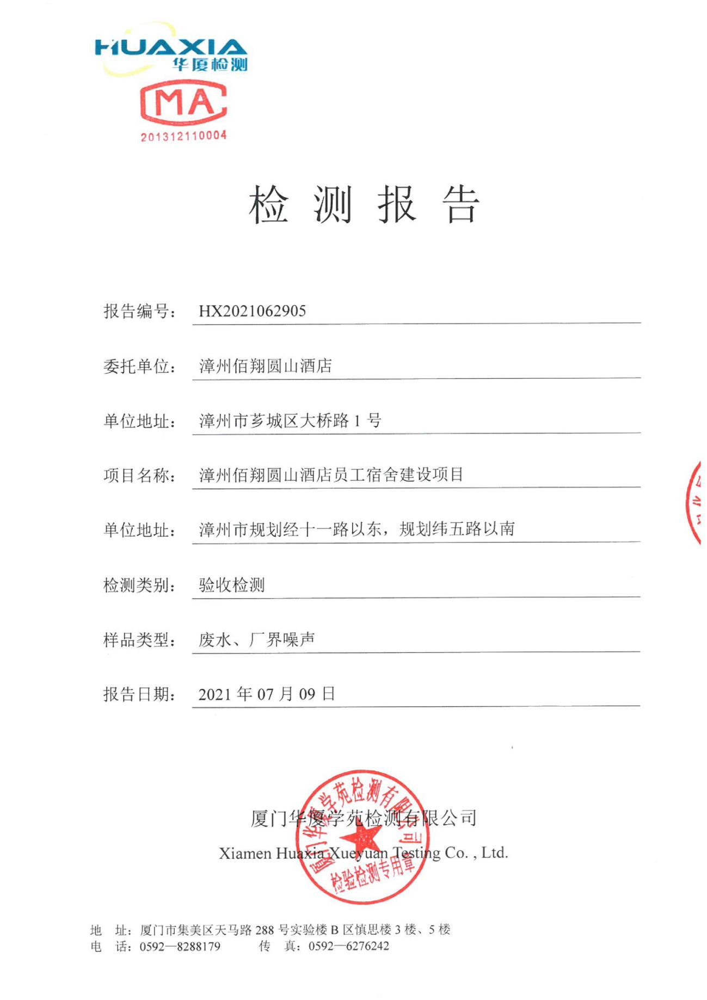 HUAXIA
华厦检测
MA
201312110004
检测报告
报告编号： HX2021062905
委托单位： 漳州佰翔圆山酒店
单位地址： 漳州市芗城区大桥路 1 号
项目名称： 漳州佰翔圆山酒店员工宿舍建设项目
单位地址： 漳州市规划经十一路以东，规划纬五路以南
检测类别： 验收检测
样品类型： 废水、厂界噪声
报告日期： 2021 年 07 月 09 日
厦门华厦学苑检测有限公司
厦门华厦学苑检测有限公司
Xiamen Huaxia Xueyuan Testing Co. , Ltd.
检验检测专用章
地 址：厦门市集美区天马路 288 号实验楼 B 区慎思楼 3 楼、5 楼
电 话：0592—8288179 传 真：0592—6276242